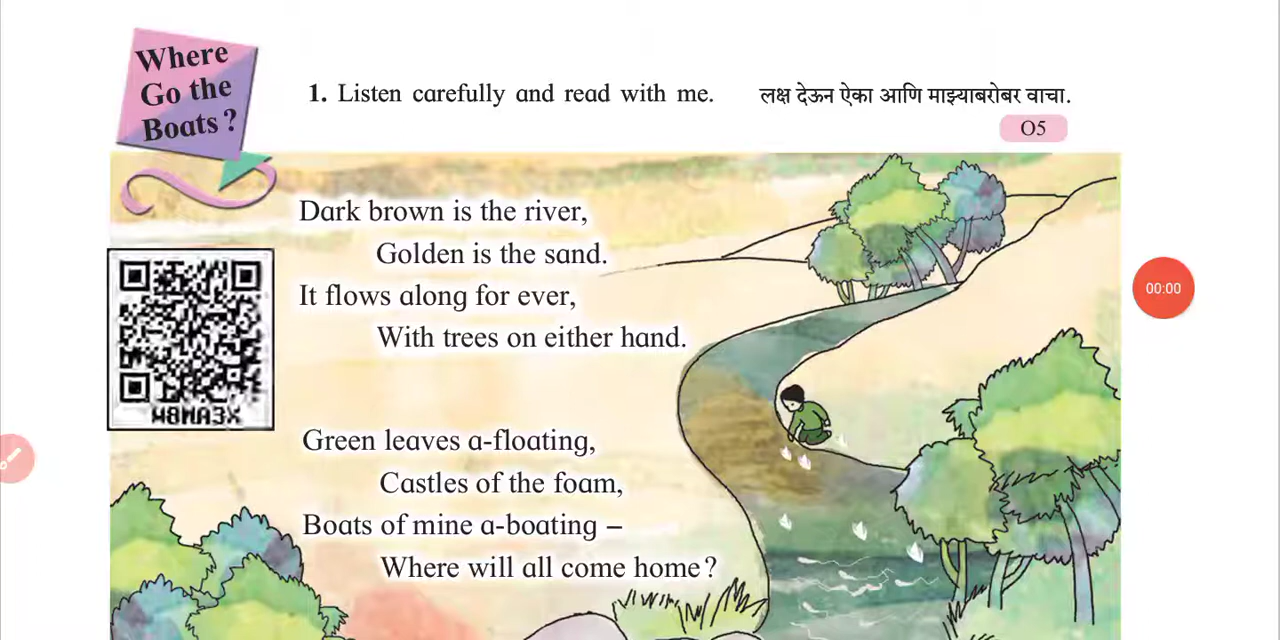 Where
Go the
Boats?
1. Listen carefully and read with me. लक्ष देऊन ऐका आणि माझ्याबरोबर वाचा.
O5
Dark brown is the river,
Golden is the sand.
It flows along for ever,
With trees on either hand.
00:00
W8MA3X
Green leaves a-floating,
Castles of the foam,
Boats of mine a-boating –
Where will all come home?